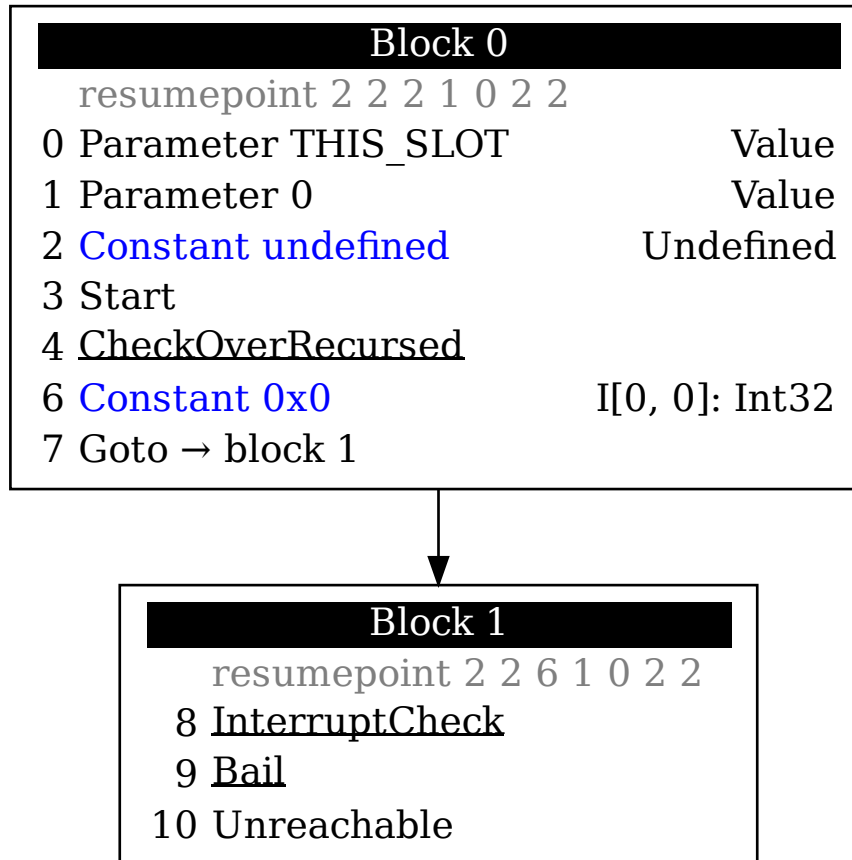 Block 0
resumepoint 2 2 2 1 0 2 2
0 Parameter THIS_SLOT Value
1 Parameter 0 Value
2 Constant undefined Undefined
3 Start
4 CheckOverRecursed
6 Constant 0x0 I[0, 0]: Int32
7 Goto → block 1
Block 1
resumepoint 2 2 6 1 0 2 2
8 InterruptCheck
9 Bail
10 Unreachable